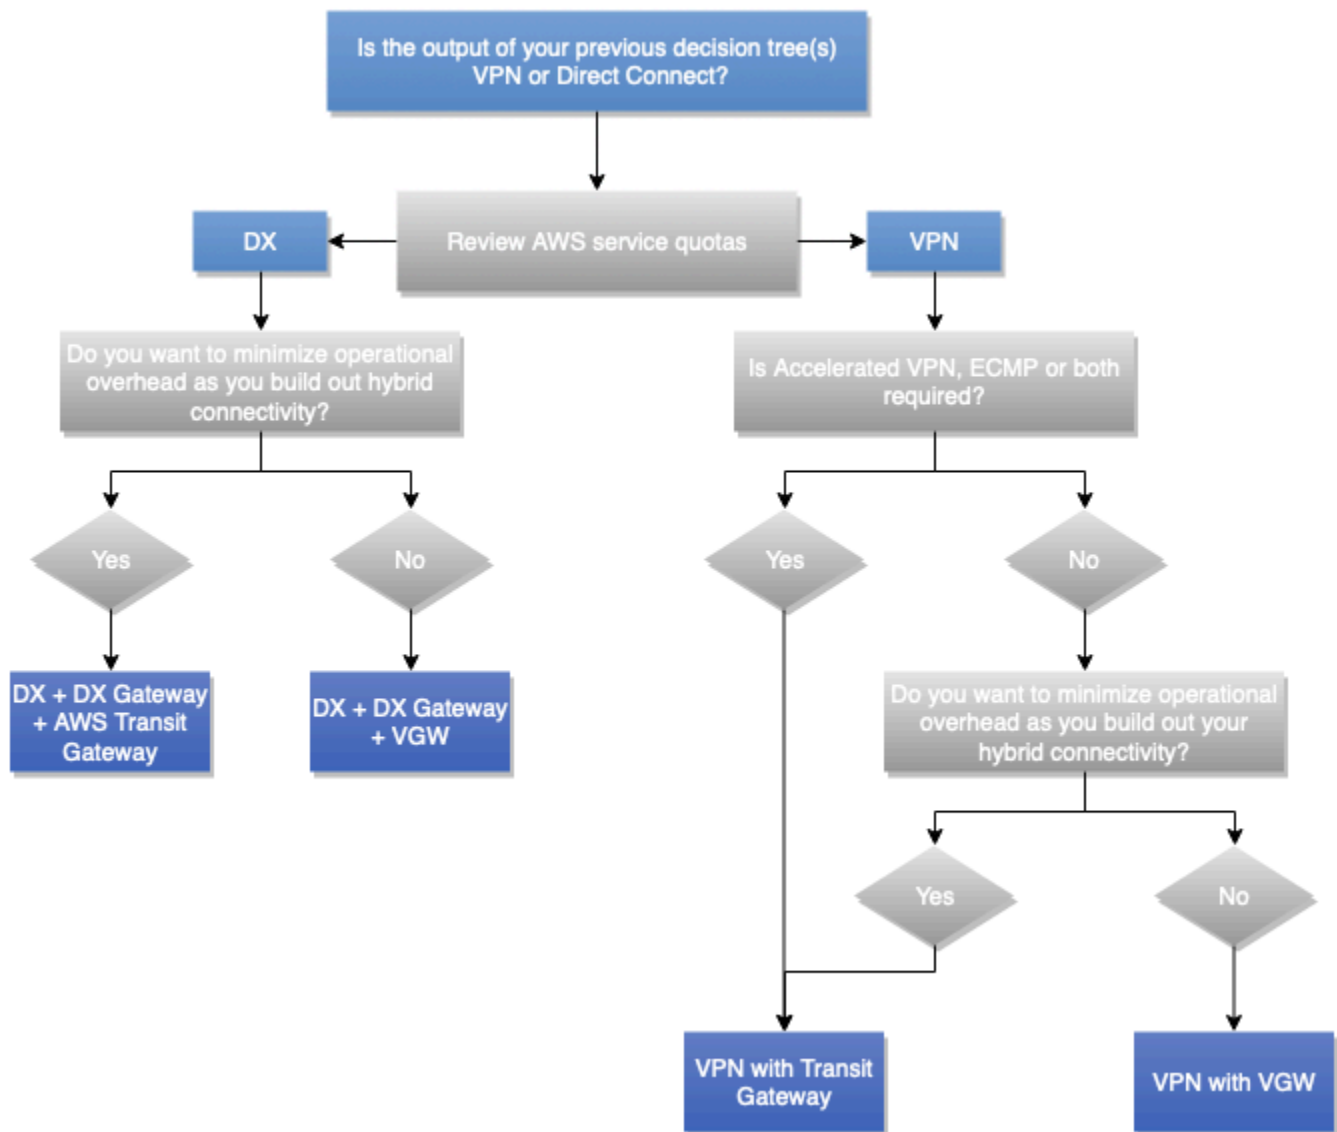 Is the output of your previous decision tree(s)
VPN or Direct Connect?
DX
Review AWS service quotas
VPN
Do you want to minimize operational
overhead as you build out hybrid
connectivity?
Is Accelerated VPN, ECMP or both
required?
Yes
No
Yes
No
DX + DX Gateway
+ AWS Transit
Gateway
DX + DX Gateway
+ VGW
Do you want to minimize operational
overhead as you build out your
hybrid connectivity?
Yes
No
VPN with Transit
Gateway
VPN with VGW